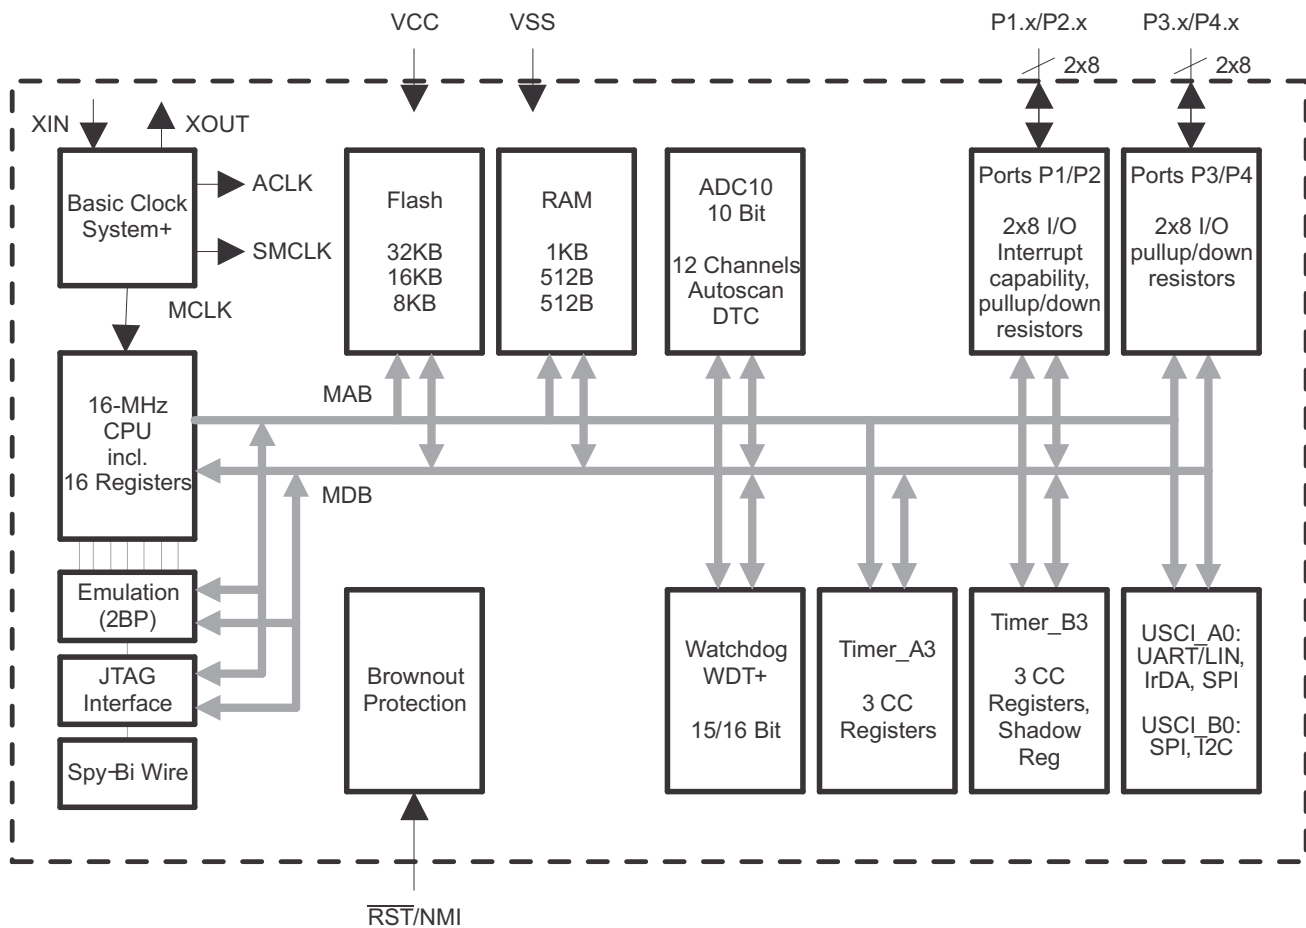 VCC
VSS
P1.x/P2.x
P3.x/P4.x
2x8
2x8
XIN
XOUT
Basic Clock
System+
ACLK
SMCLK
MCLK
Flash
32KB
16KB
8KB
RAM
1KB
512B
512B
ADC10
10 Bit
12 Channels
Autoscan
DTC
Ports P1/P2
2x8 I/O
Interrupt
capability,
pullup/down
resistors
Ports P3/P4
2x8 I/O
pullup/down
resistors
16-MHz
CPU
incl.
16 Registers
MAB
MDB
Emulation
(2BP)
JTAG
Interface
Spy-Bi Wire
Brownout
Protection
Watchdog
WDT+
15/16 Bit
Timer_A3
3 CC
Registers
Timer_B3
3 CC
Registers,
Shadow
Reg
USCI_A0:
UART/LIN,
IrDA, SPI
USCI_B0:
SPI, I2C
RST/NMI